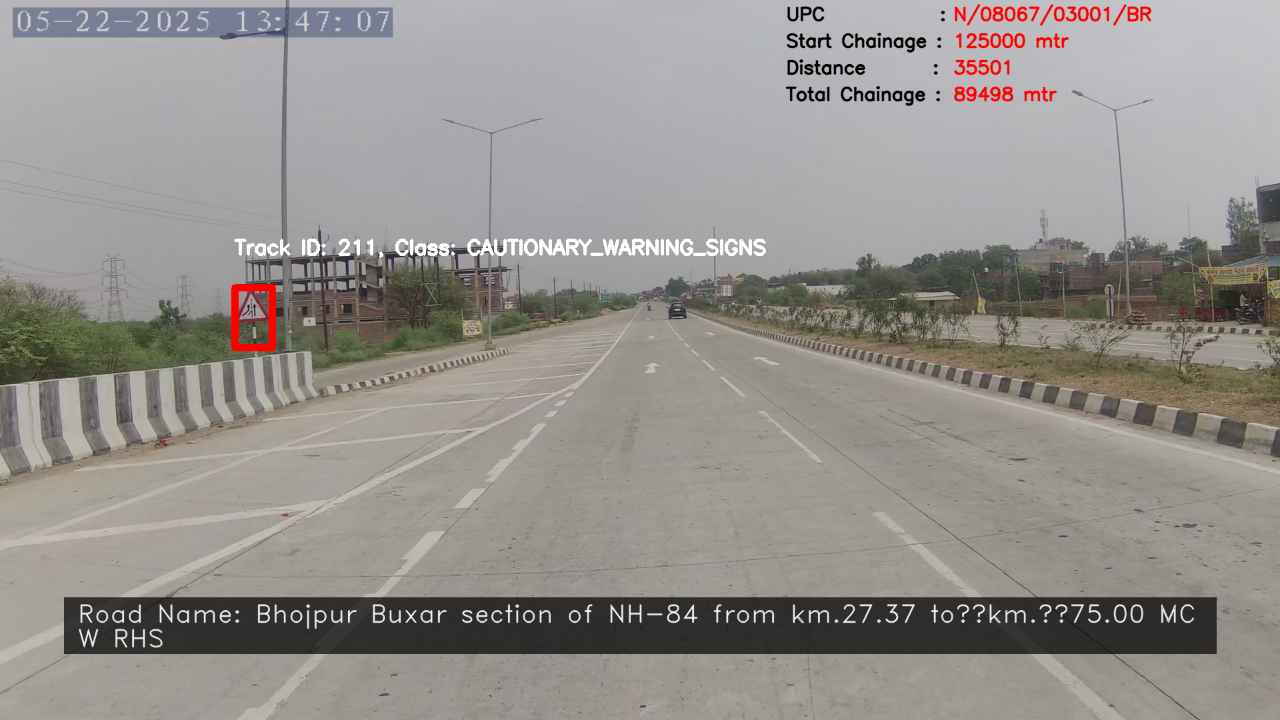 05-22-2025 13:47:07
UPC : N/08067/03001/BR
Start Chainage : 125000 mtr
Distance : 35501
Total Chainage : 89498 mtr
Track ID: 211, Class: CAUTIONARY_WARNING_SIGNS
Road Name: Bhojpur Buxar section of NH-84 from km.27.37 to??km.??75.00 MC
W RHS